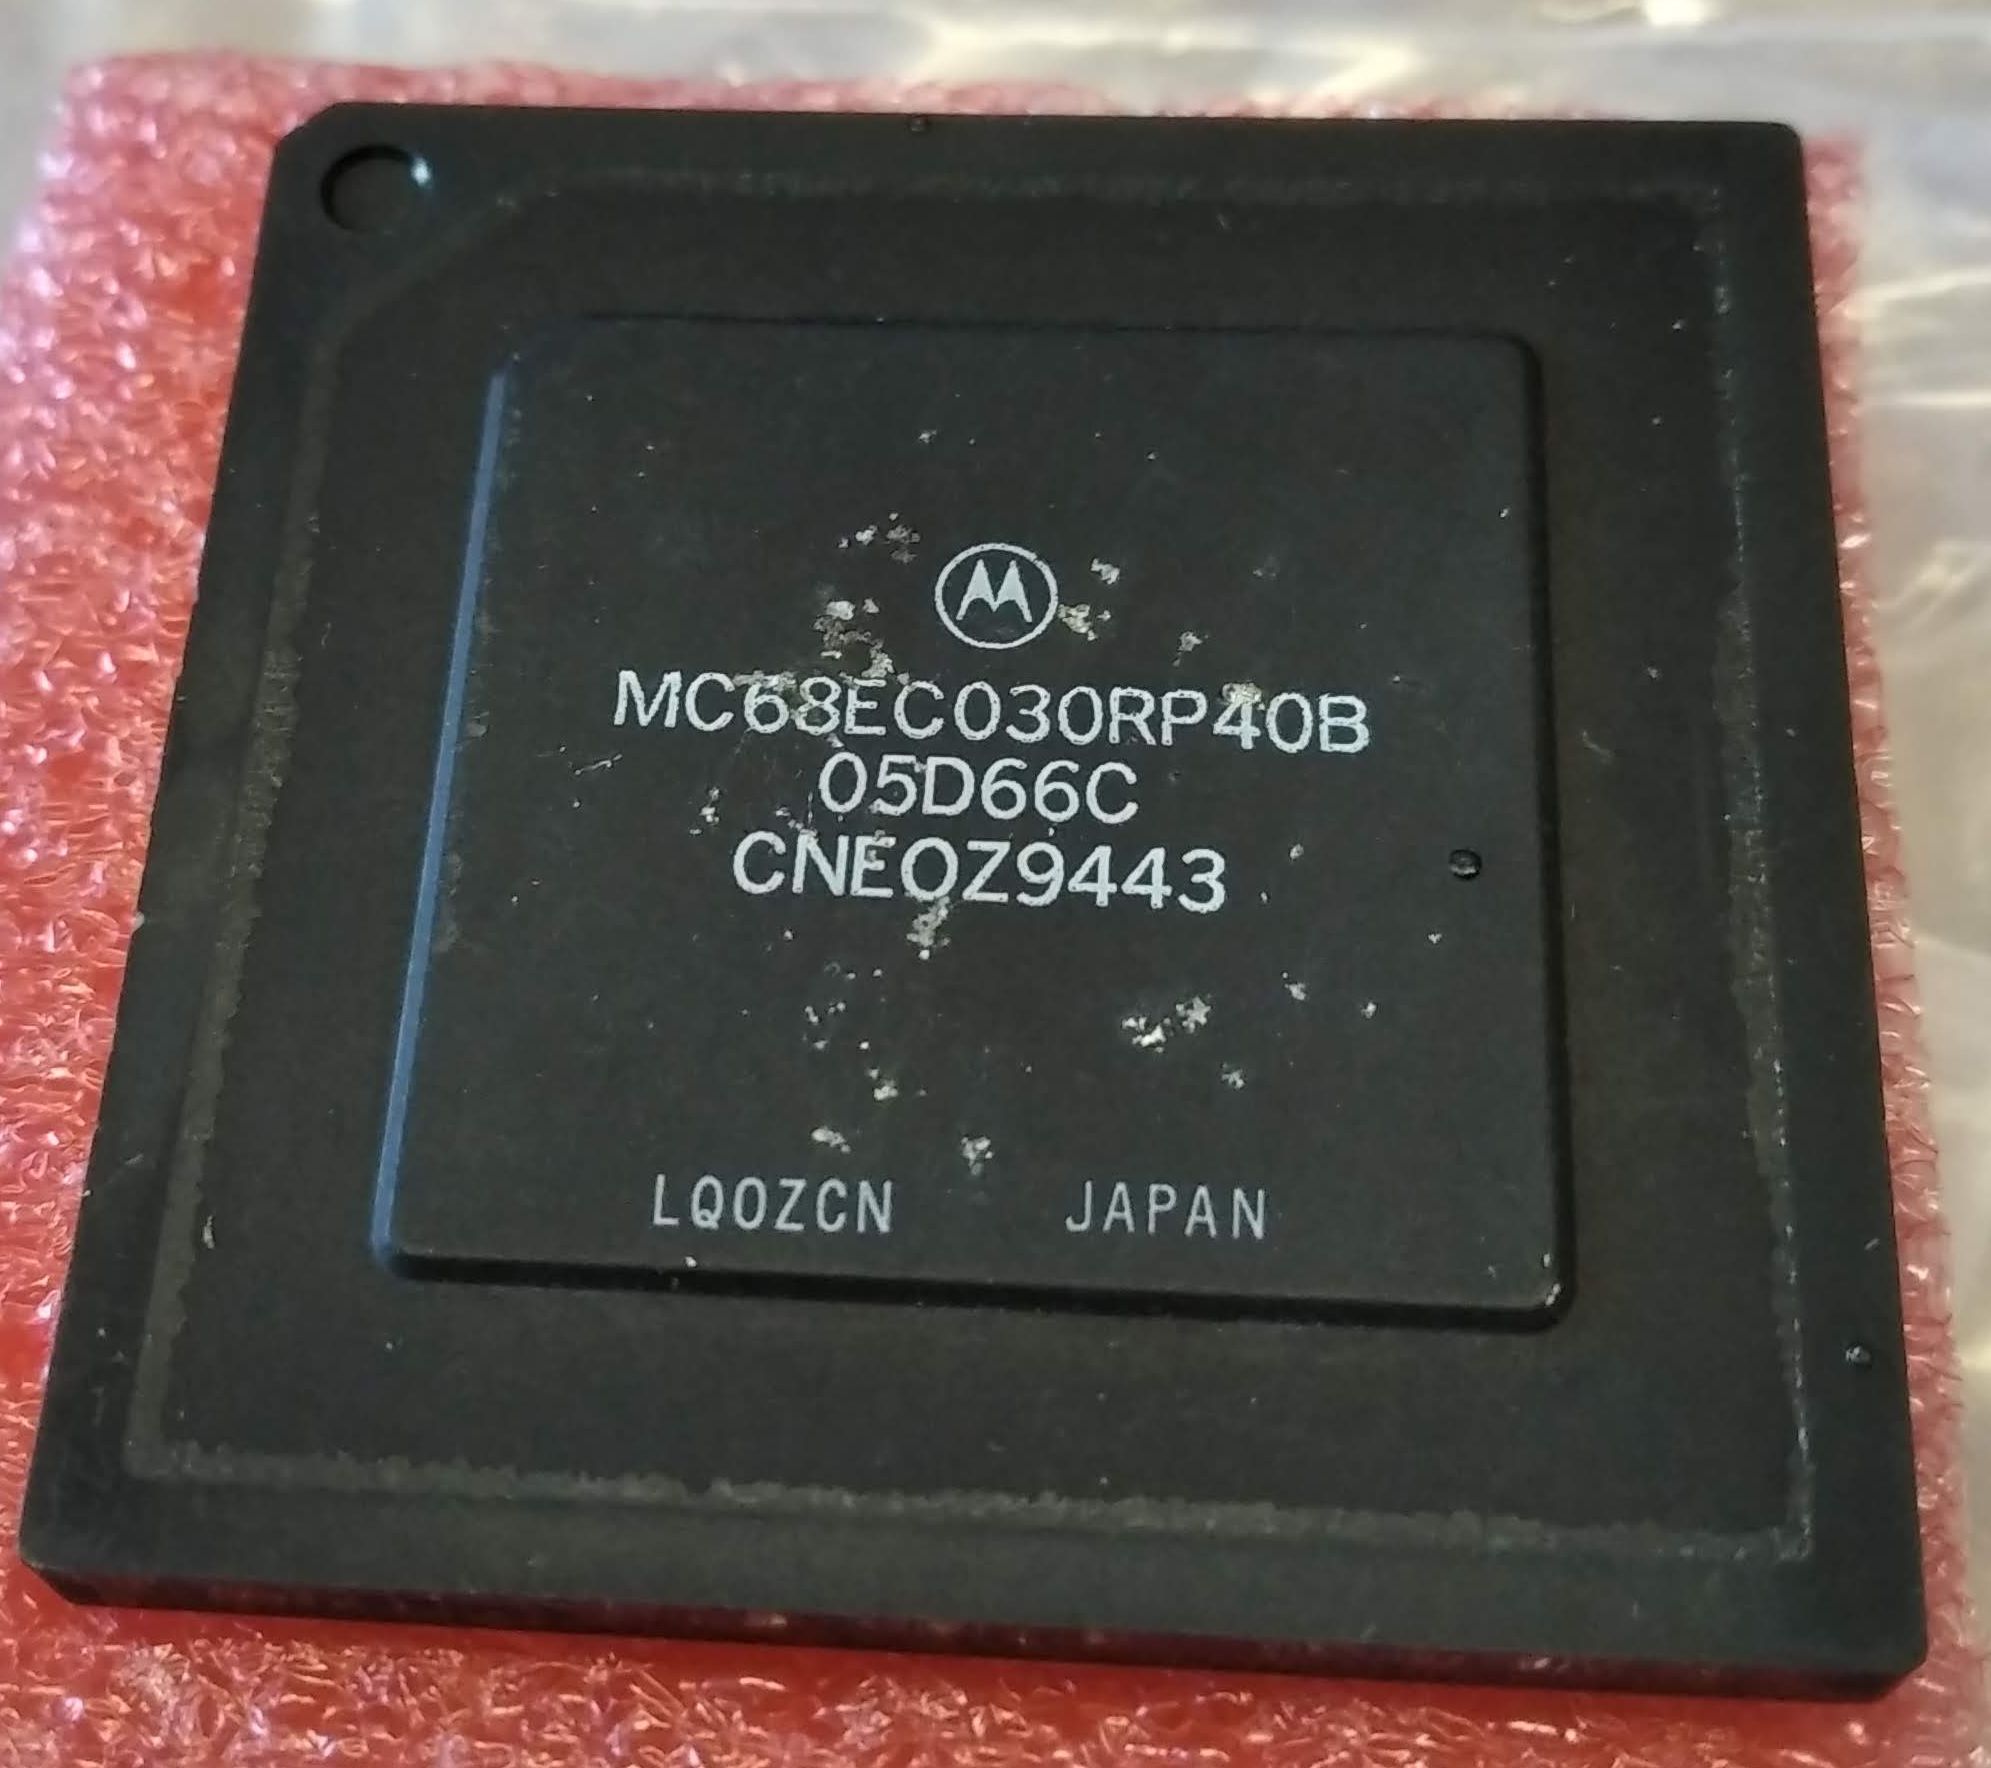 MC68EC030RP40B
05D66C
CNEOZ9443
LQOZCN JAPAN